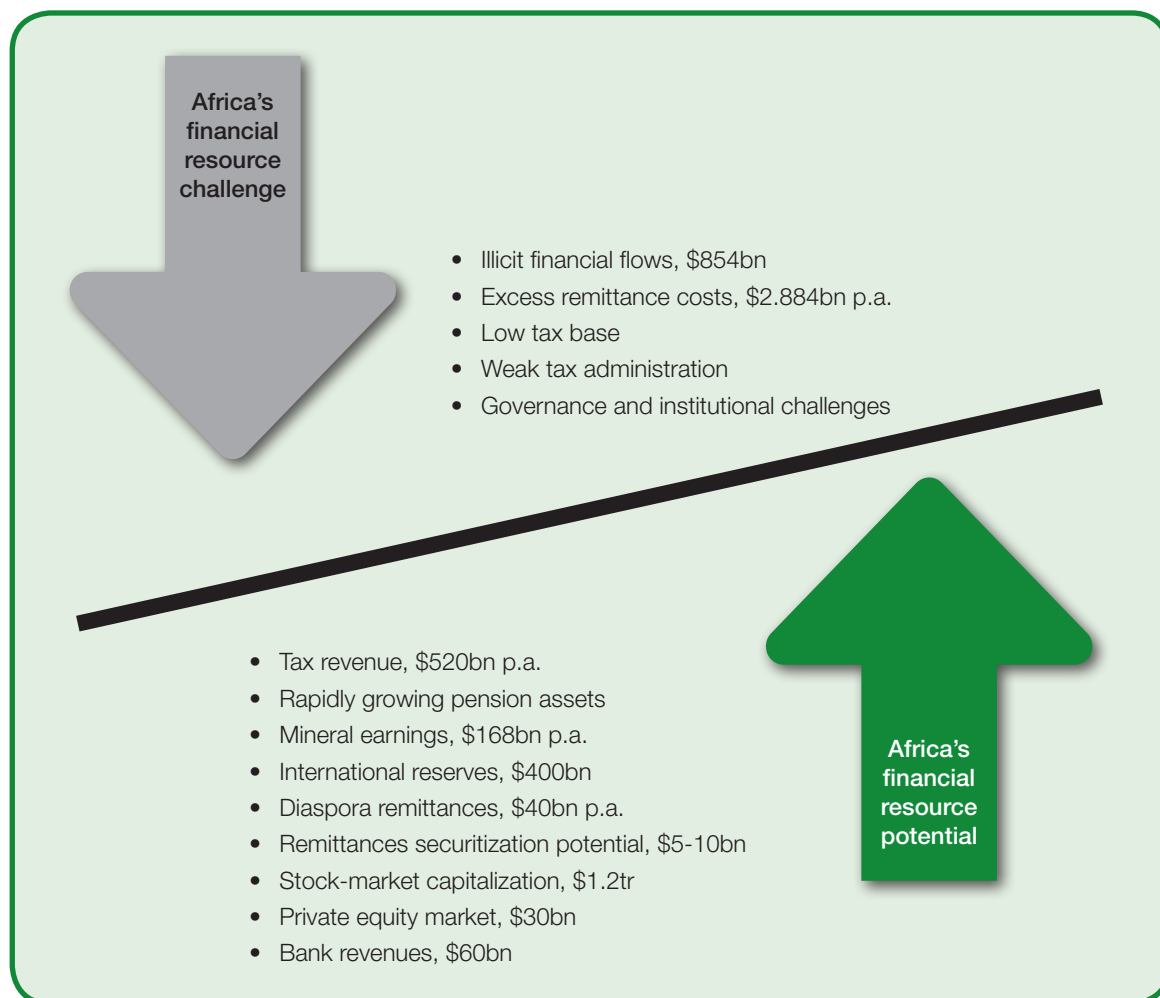 Africa's
financial
resource
challenge
• Illicit financial flows, $854bn
• Excess remittance costs, $2.884bn p.a.
• Low tax base
• Weak tax administration
• Governance and institutional challenges
• Tax revenue, $520bn p.a.
• Rapidly growing pension assets
• Mineral earnings, $168bn p.a.
• International reserves, $400bn
• Diaspora remittances, $40bn p.a.
• Remittances securitization potential, $5-10bn
• Stock-market capitalization, $1.2tr
• Private equity market, $30bn
• Bank revenues, $60bn
Africa's
financial
resource
potential